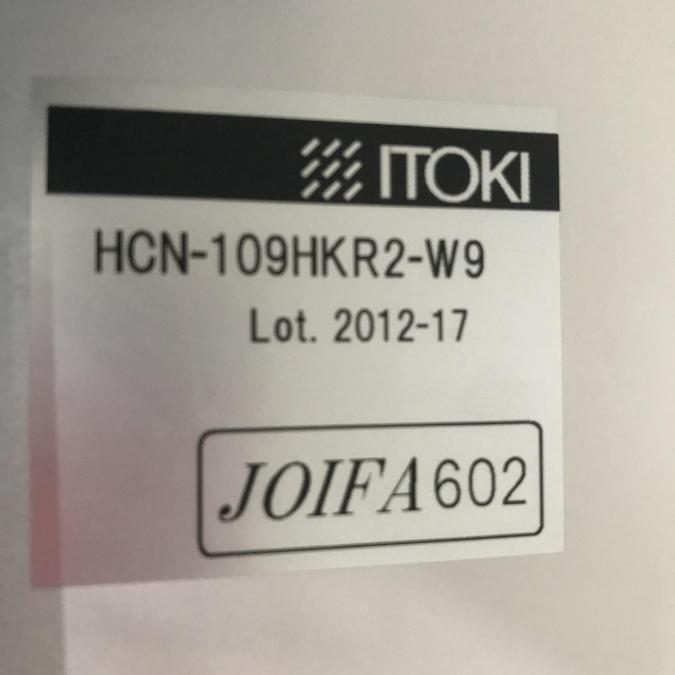 ITOKI
HCN-109HKR2-W9
Lot. 2012-17
JOIFA602